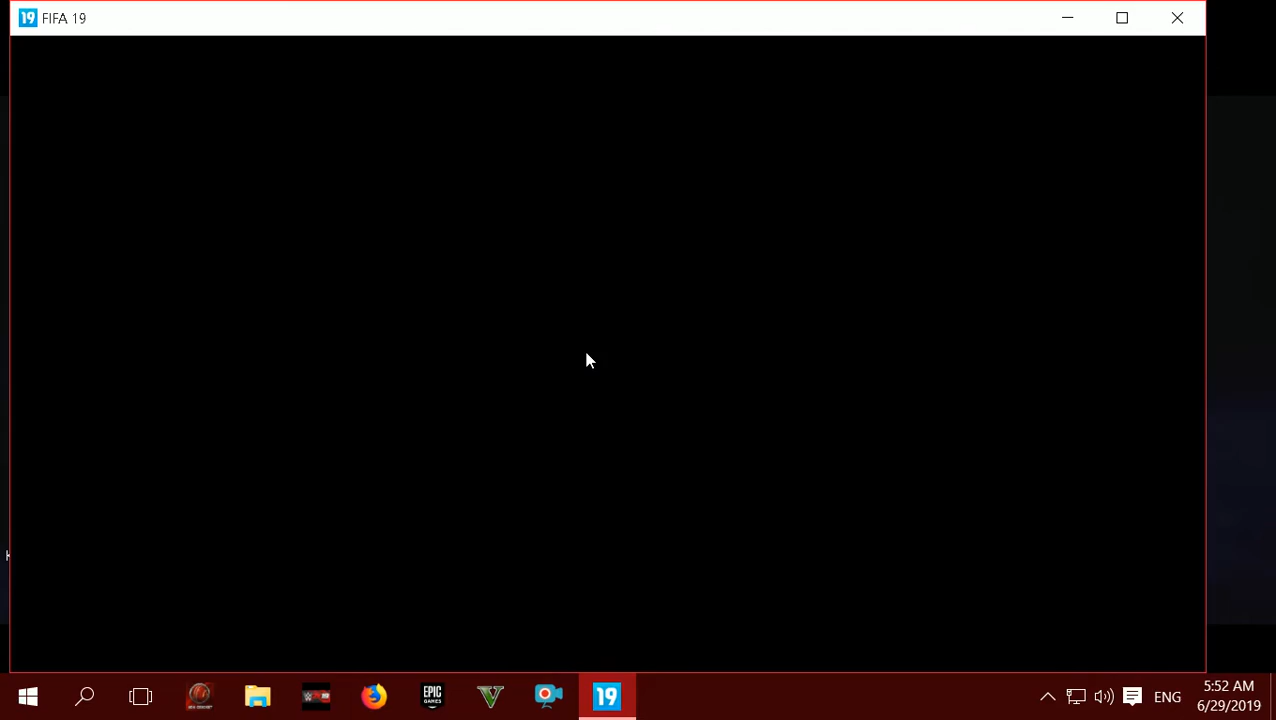 19 FIFA 19
K
EPIC
GAMES
V
19
ENG
5:52 AM
6/29/2019